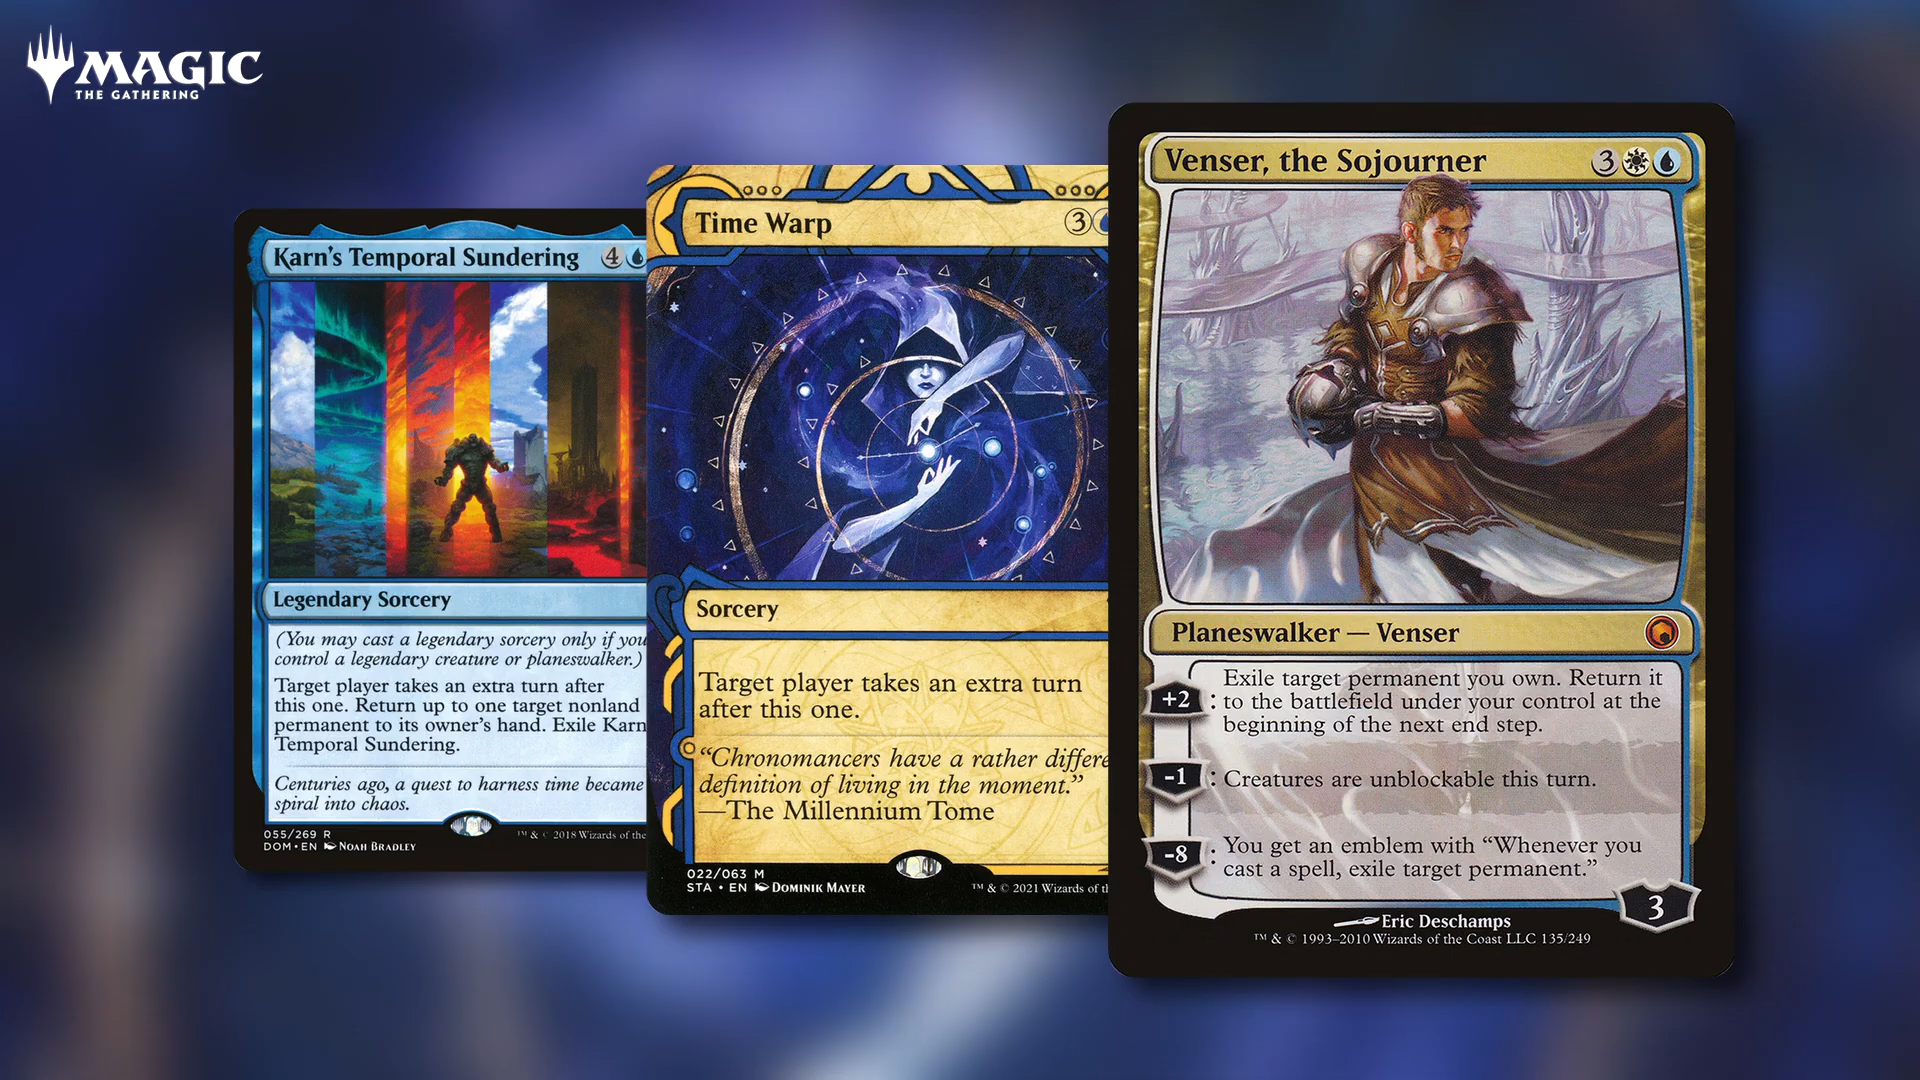 MAGIC
THE GATHERING
Karn's Temporal Sundering 4
Legendary Sorcery
(You may cast a legendary sorcery only if you
control a legendary creature or planeswalker.)
Target player takes an extra turn after
this one. Return up to one target nonland
permanent to its owner's hand. Exile Karn
Temporal Sundering.
Centuries ago, a quest to harness time became
spiral into chaos.
055/269 R
DOM • EN NOAH BRADLEY
™ & © 2018 Wizards of the
Time Warp 3
Sorcery
Target player takes an extra turn
after this one.
“Chronomancers have a rather differe
definition of living in the moment.”
—The Millennium Tome
022/063 M
STA • EN DOMINIK MAYER
™ & © 2021 Wizards of th
Venser, the Sojourner 3
Planeswalker — Venser
+2 : Exile target permanent you own. Return it
to the battlefield under your control at the
beginning of the next end step.
-1 : Creatures are unblockable this turn.
-8 : You get an emblem with “Whenever you
cast a spell, exile target permanent.”
3
Eric Deschamps
™ & © 1993–2010 Wizards of the Coast LLC 135/249